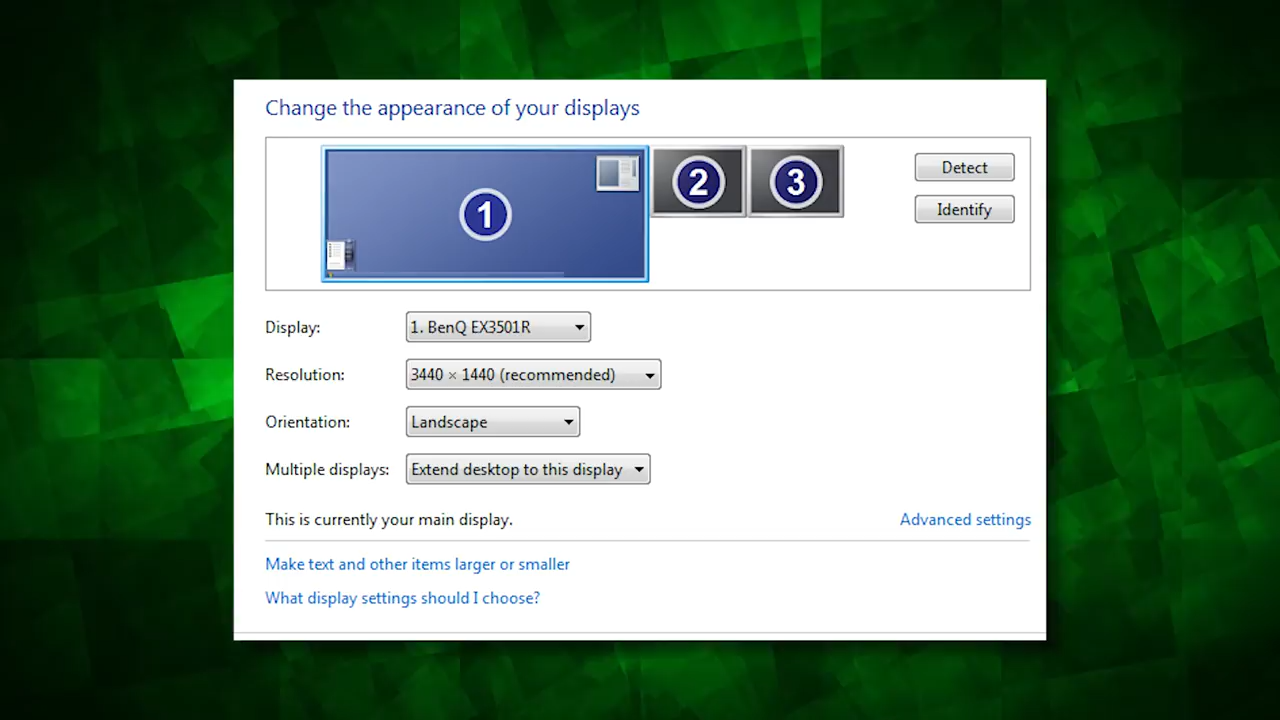 Change the appearance of your displays
1
2
3
Detect
Identify
Display:
1. BenQ EX3501R
Resolution:
3440 × 1440 (recommended)
Orientation:
Landscape
Multiple displays:
Extend desktop to this display
This is currently your main display.
Advanced settings
Make text and other items larger or smaller
What display settings should I choose?